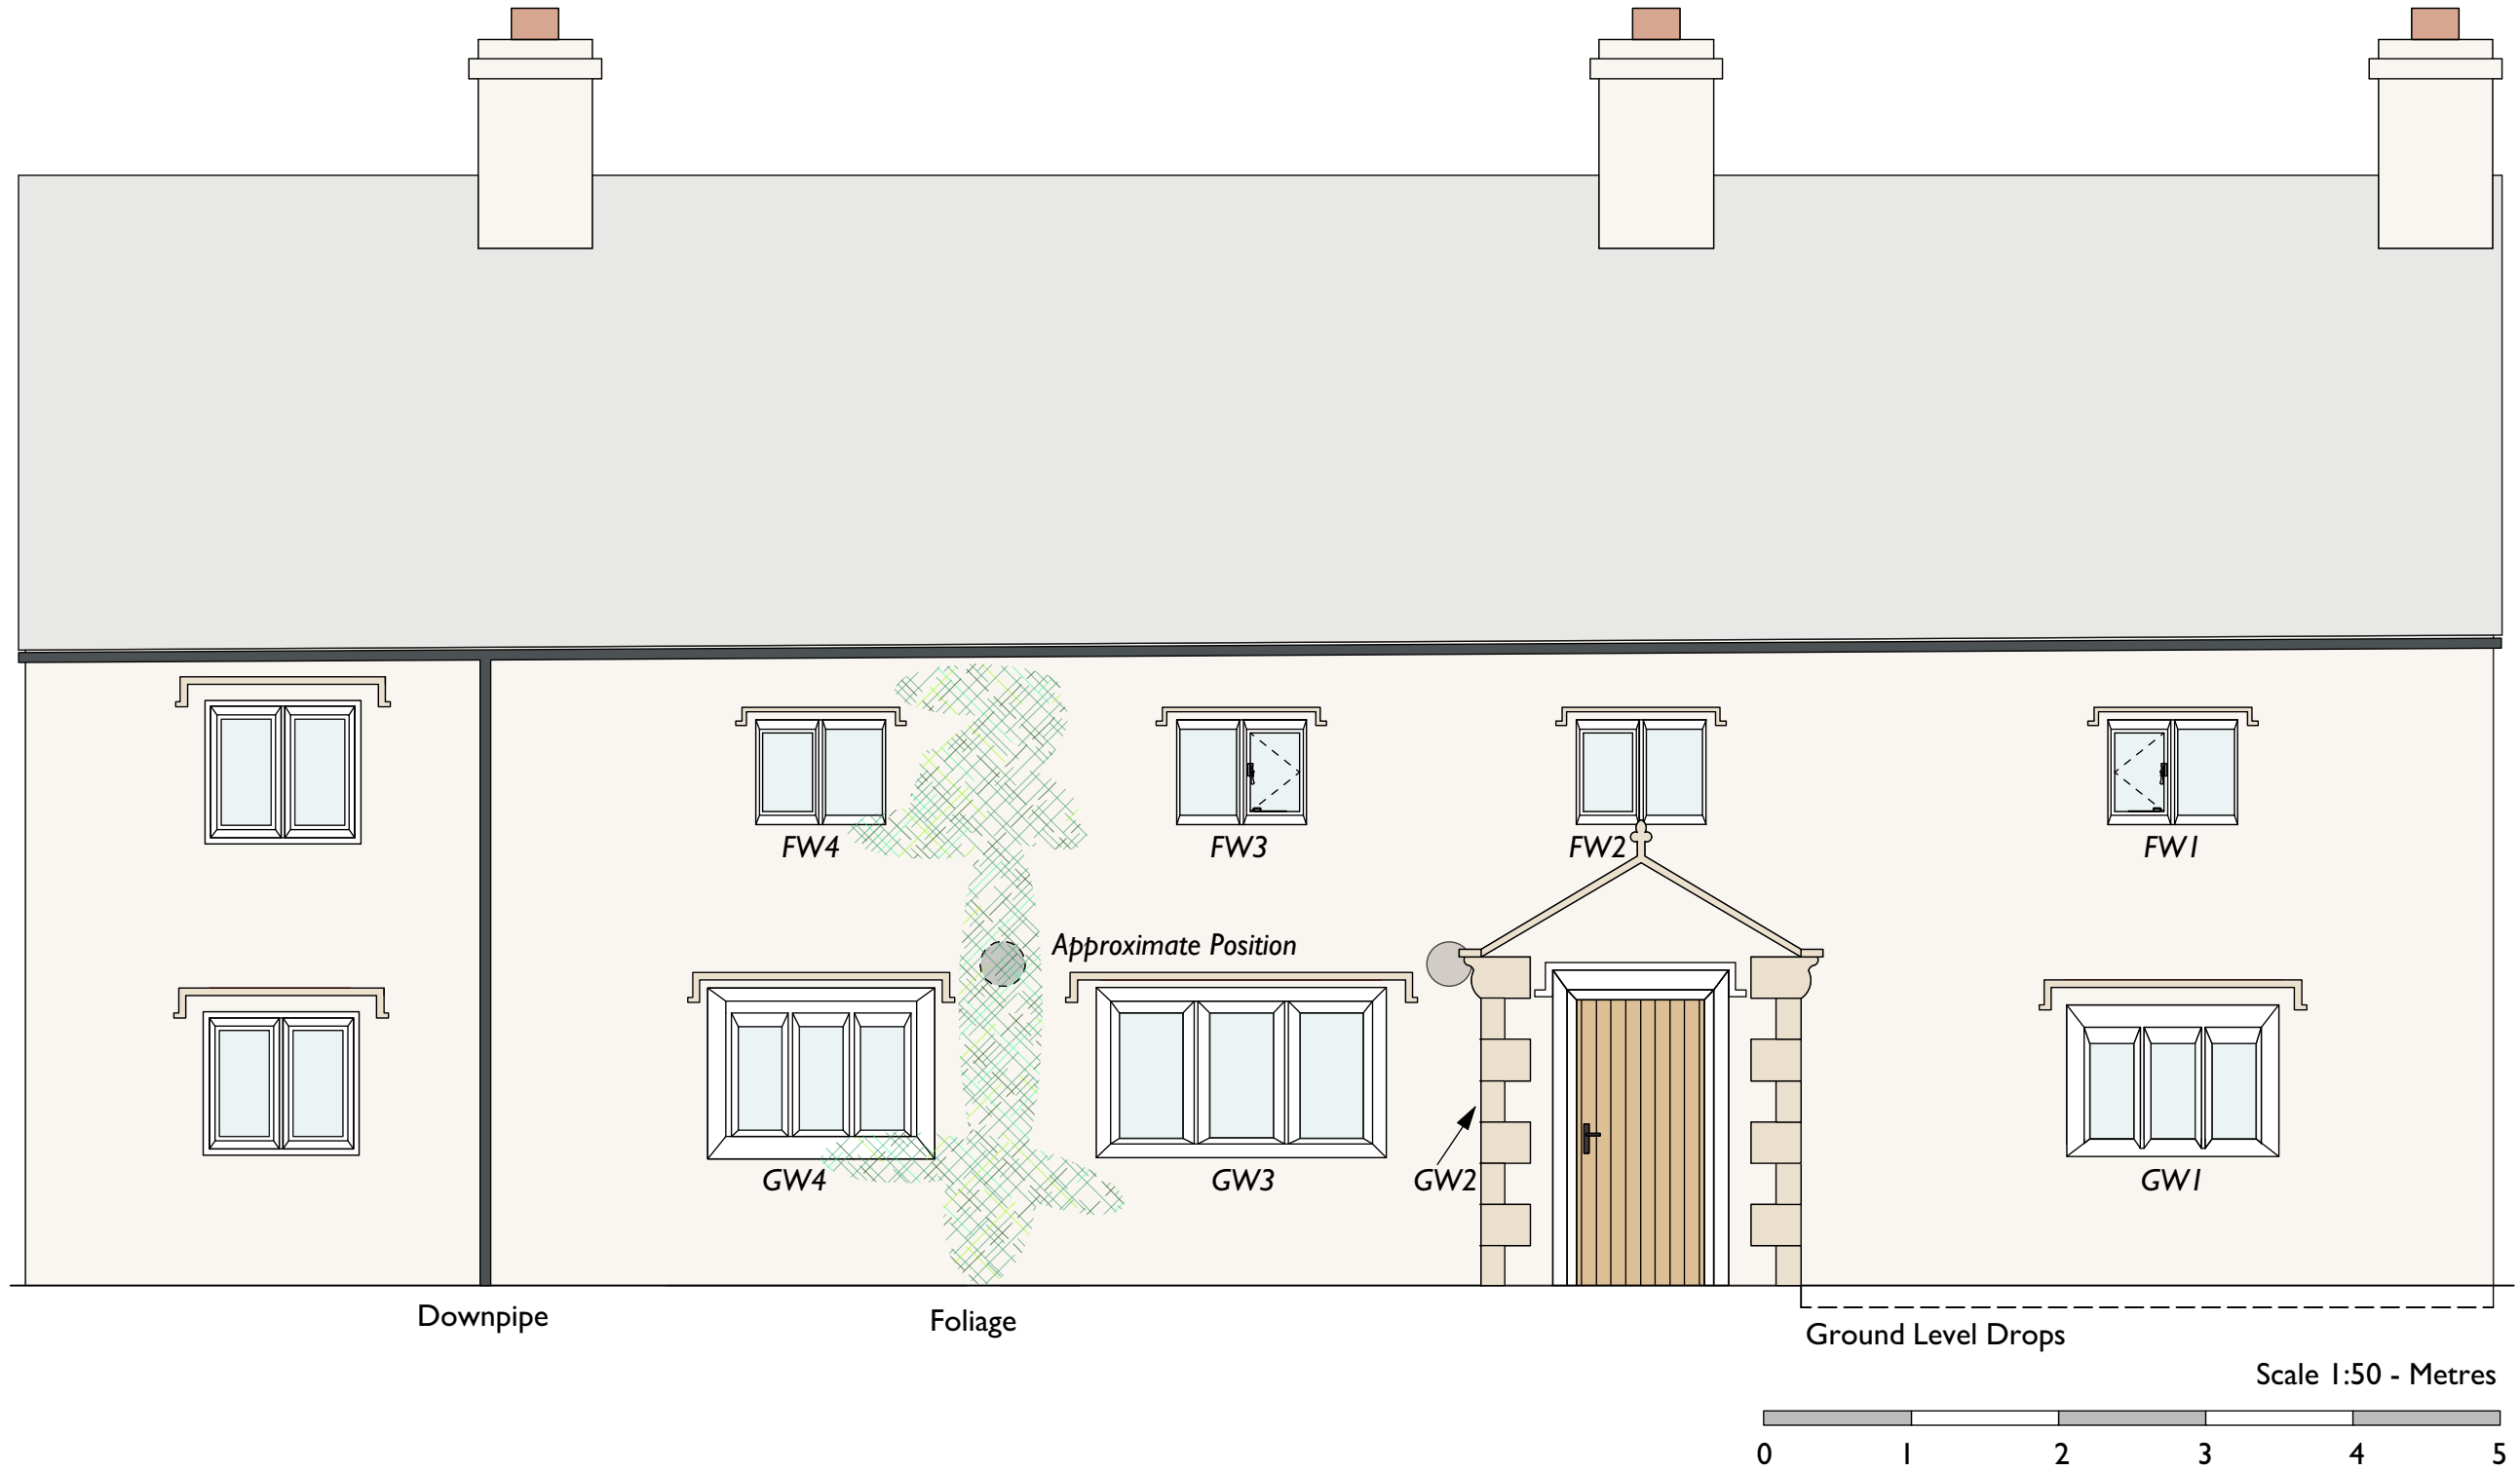 FW4
FW3
FW2
FW1
Approximate Position
GW4
GW3
GW2
GW1
Downpipe
Foliage
Ground Level Drops
Scale 1:50 - Metres
0 1 2 3 4 5